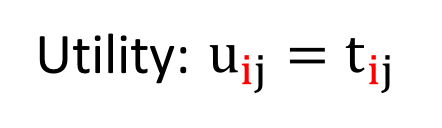 Utility: uᵢⱼ = tᵢⱼ